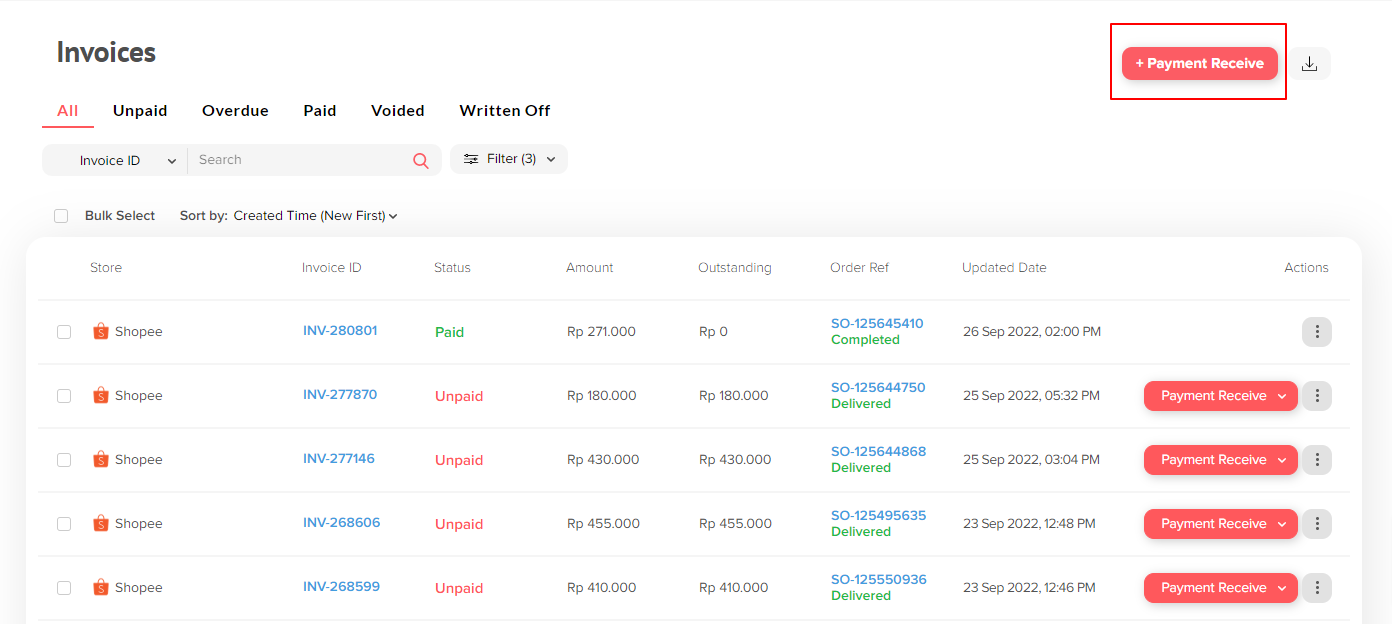 Invoices
+ Payment Receive
All Unpaid Overdue Paid Voided Written Off
Invoice ID Search Filter (3)
Bulk Select Sort by: Created Time (New First)
Store Invoice ID Status Amount Outstanding Order Ref Updated Date Actions
Shopee INV-280801 Paid Rp 271.000 Rp 0 SO-125645410 26 Sep 2022, 02:00 PM
Completed
Shopee INV-277870 Unpaid Rp 180.000 Rp 180.000 SO-125644750 25 Sep 2022, 05:32 PM Payment Receive
Delivered
Shopee INV-277146 Unpaid Rp 430.000 Rp 430.000 SO-125644868 25 Sep 2022, 03:04 PM Payment Receive
Delivered
Shopee INV-268606 Unpaid Rp 455.000 Rp 455.000 SO-125495635 23 Sep 2022, 12:48 PM Payment Receive
Delivered
Shopee INV-268599 Unpaid Rp 410.000 Rp 410.000 SO-125550936 23 Sep 2022, 12:46 PM Payment Receive
Delivered